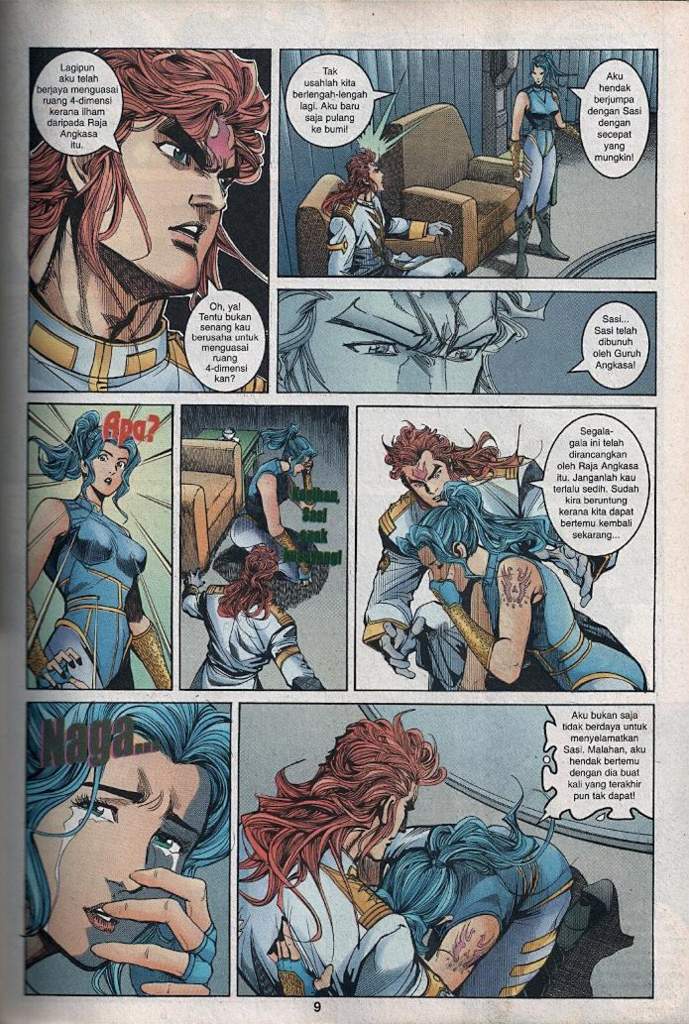 Lagipun
aku telah
berjaya menguasai
ruang 4-dimensi
kerana ilham
daripada Raja
Angkasa
itu.
Oh, ya!
Tentu bukan
senang kau
berusaha untuk
menguasai
ruang
4-dimensi
kan?
Tak
usahlah kita
berlengah-lengah
lagi. Aku baru
saja pulang
ke bumi!
Aku
hendak
berjumpa
dengan Sasi
dengan
secepat
yang
mungkin!
Sasi...
Sasi telah
dibunuh
oleh Guruh
Angkasa!
Apa?
Sasi
Segala-
gala ini telah
dirancangkan
oleh Raja Angkasa
itu. Janganlah kau
terlalu sedih. Sudah
kira beruntung
kerana kita dapat
bertemu kembali
sekarang...
Naga...
Aku bukan saja
tidak berdaya untuk
menyelamatkan
Sasi. Malahan, aku
hendak bertemu
dengan dia buat
kali yang terakhir
pun tak dapat!
9